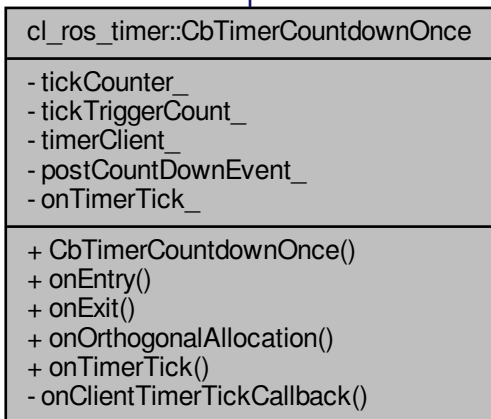 cl_ros_timer::CbTimerCountdownOnce
- tickCounter_
- tickTriggerCount_
- timerClient_
- postCountDownEvent_
- onTimerTick_
+ CbTimerCountdownOnce()
+ onEntry()
+ onExit()
+ onOrthogonalAllocation()
+ onTimerTick()
- onClientTimerTickCallback()